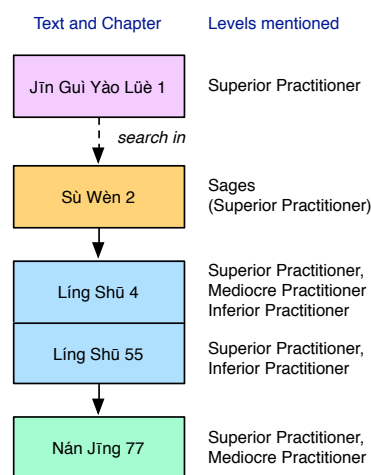 Text and Chapter
Levels mentioned
Jīn Guì Yào Lüè 1
Superior Practitioner
search in
Sù Wèn 2
Sages
(Superior Practitioner)
Líng Shū 4
Superior Practitioner,
Mediocre Practitioner
Inferior Practitioner
Líng Shū 55
Superior Practitioner,
Inferior Practitioner
Nán Jīng 77
Superior Practitioner,
Mediocre Practitioner